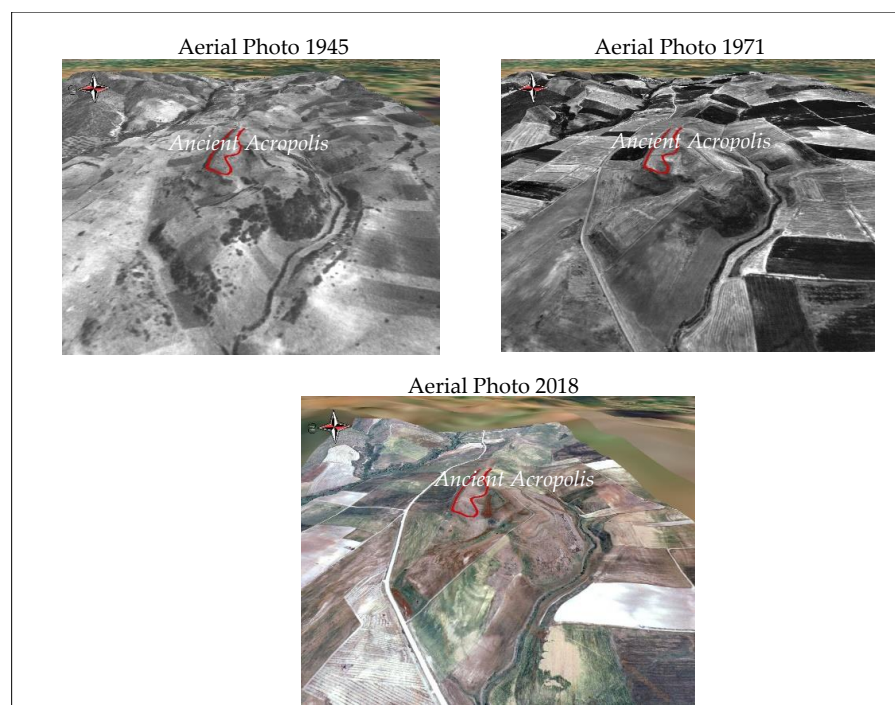 Aerial Photo 1945
Aerial Photo 1971
Ancient Acropolis
Ancient Acropolis
Aerial Photo 2018
Ancient Acropolis